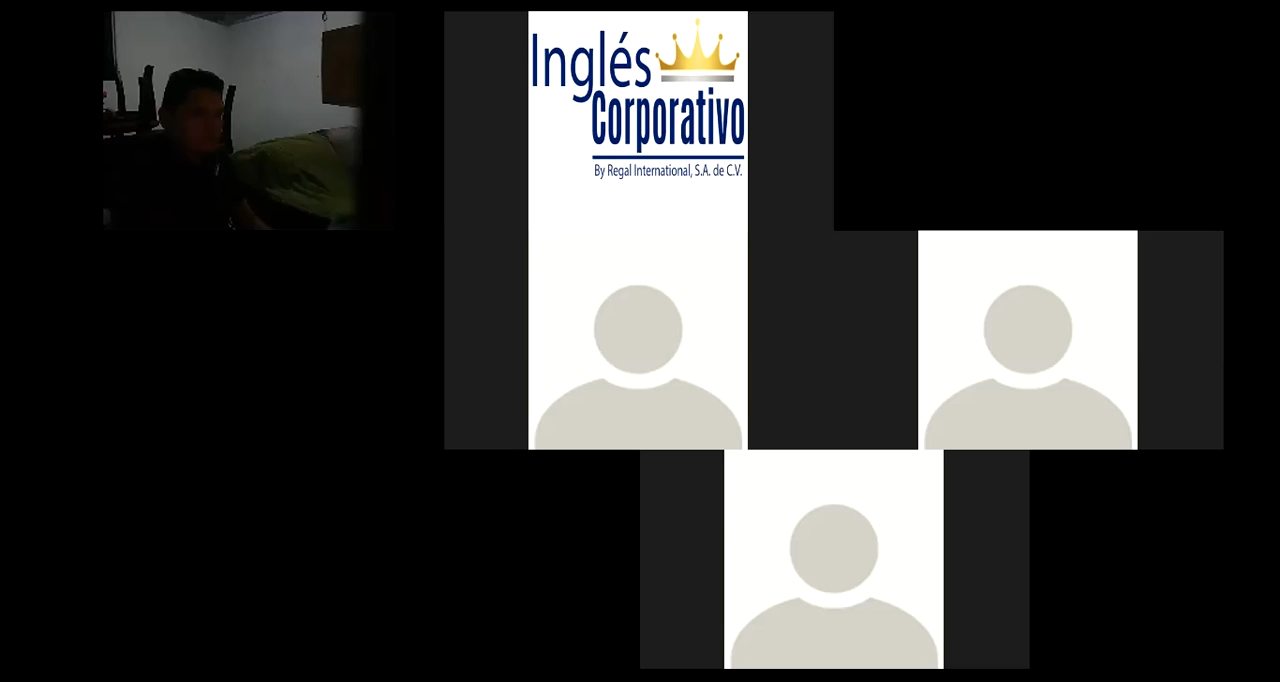 Inglés
Corporativo
By Regal International, S.A. de C.V.